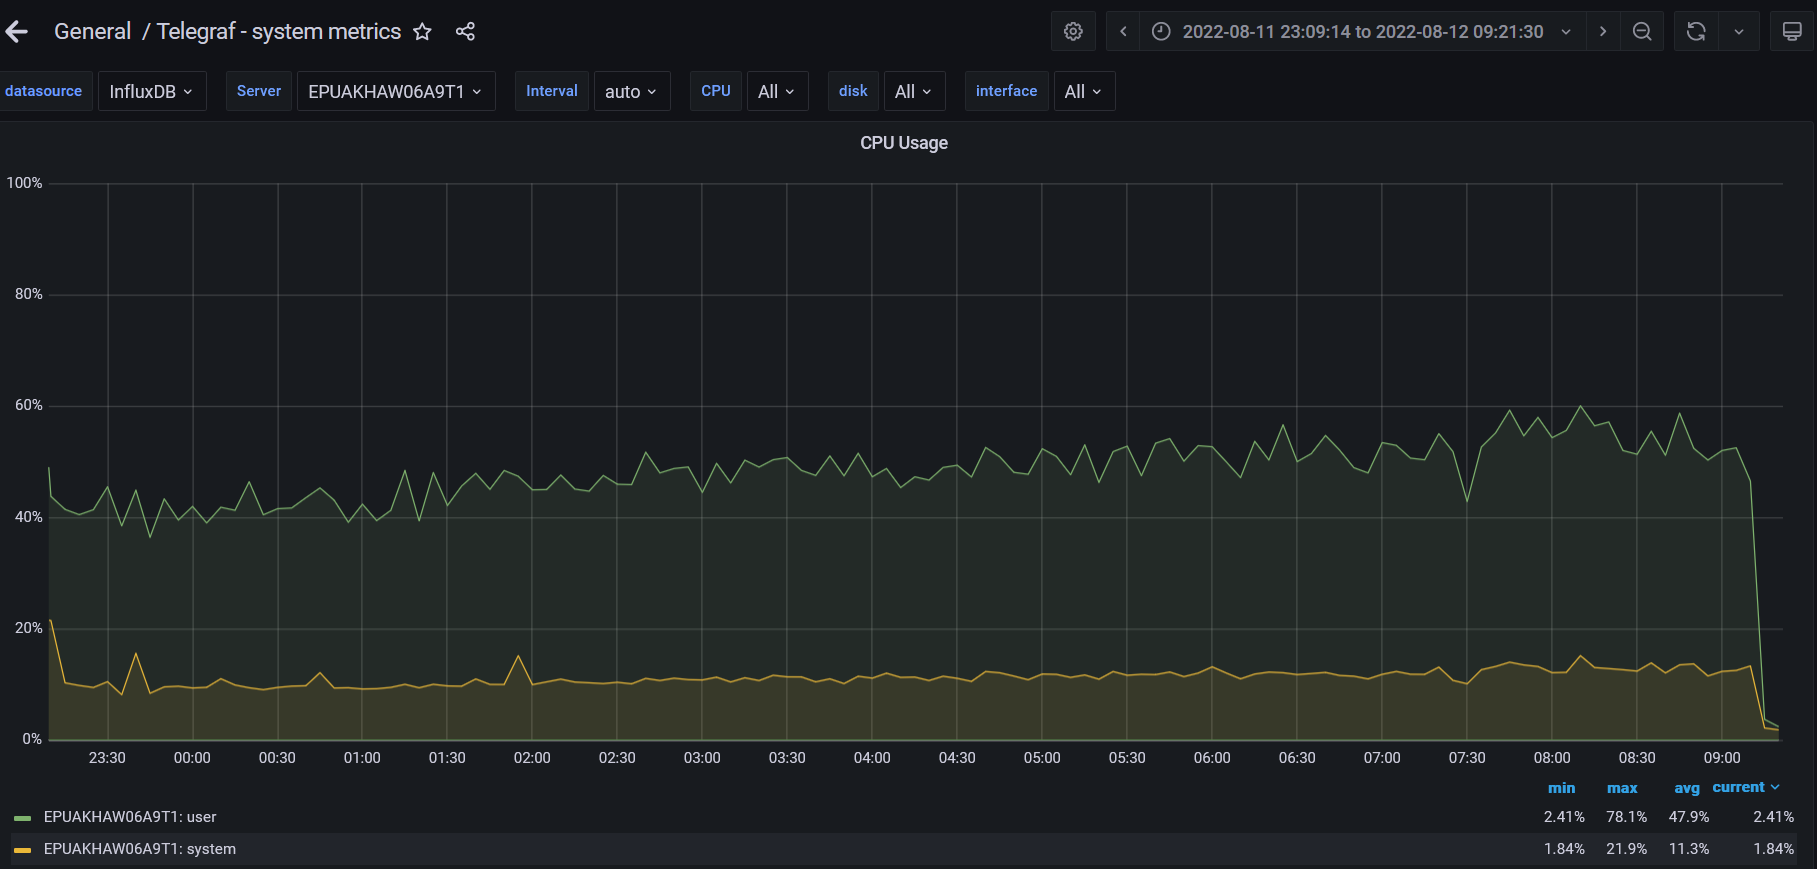 General / Telegraf - system metrics
2022-08-11 23:09:14 to 2022-08-12 09:21:30
datasource InfluxDB Server EPUAKHAW06A9T1 Interval auto CPU All disk All interface All
CPU Usage
100%
80%
60%
40%
20%
0%
23:30 00:00 00:30 01:00 01:30 02:00 02:30 03:00 03:30 04:00 04:30 05:00 05:30 06:00 06:30 07:00 07:30 08:00 08:30 09:00
min max avg current
EPUAKHAW06A9T1: user 2.41% 78.1% 47.9% 2.41%
EPUAKHAW06A9T1: system 1.84% 21.9% 11.3% 1.84%